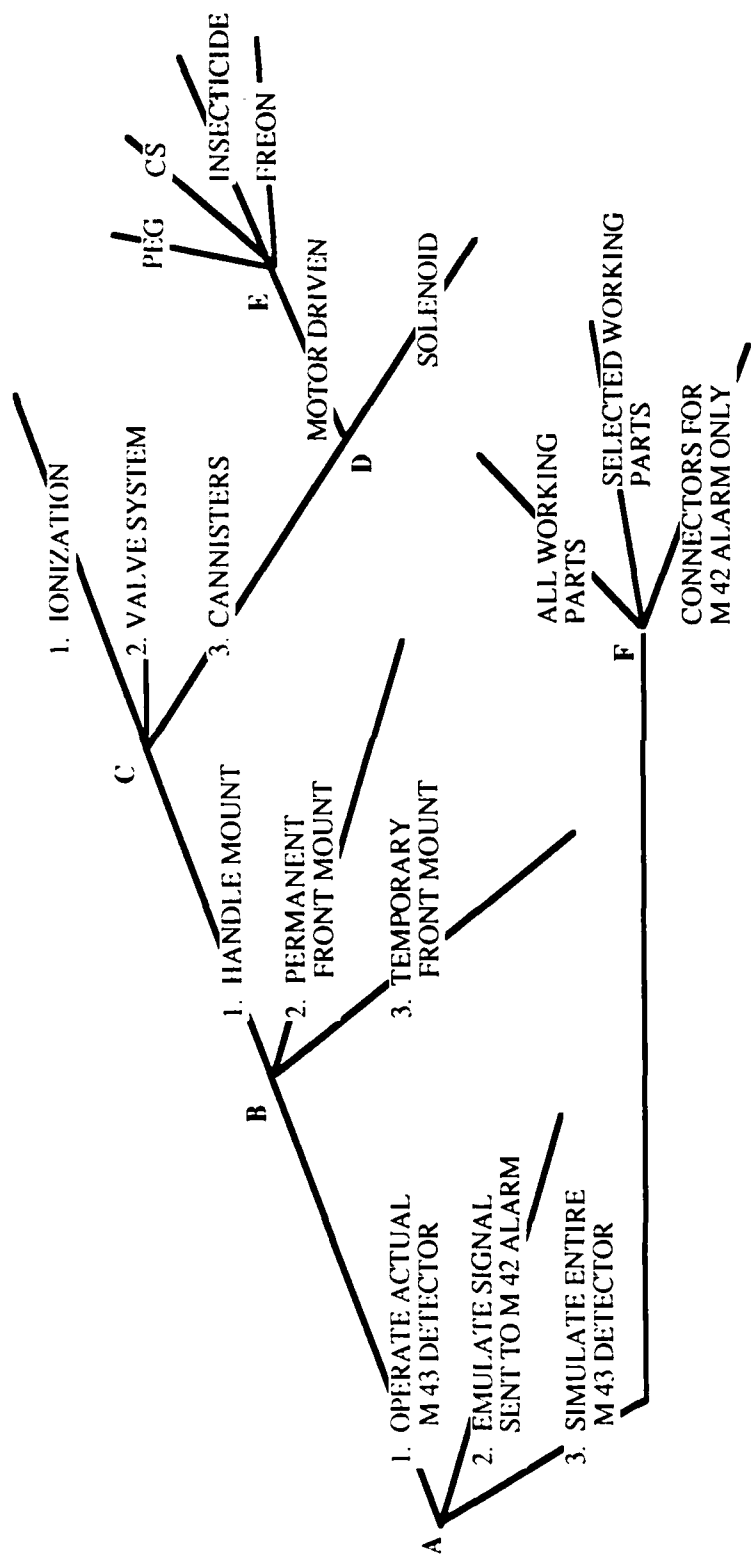 A
1. OPERATE ACTUAL
M 43 DETECTOR
2. EMULATE SIGNAL
SENT TO M 42 ALARM
3. SIMULATE ENTIRE
M 43 DETECTOR
B
1. HANDLE MOUNT
2. PERMANENT
FRONT MOUNT
3. TEMPORARY
FRONT MOUNT
C
1. IONIZATION
2. VALVE SYSTEM
3. CANNISTERS
D
MOTOR DRIVEN
SOLENOID
E
PEG
CS
INSECTICIDE
FREON
F
ALL WORKING
PARTS
SELECTED WORKING
PARTS
CONNECTORS FOR
M 42 ALARM ONLY